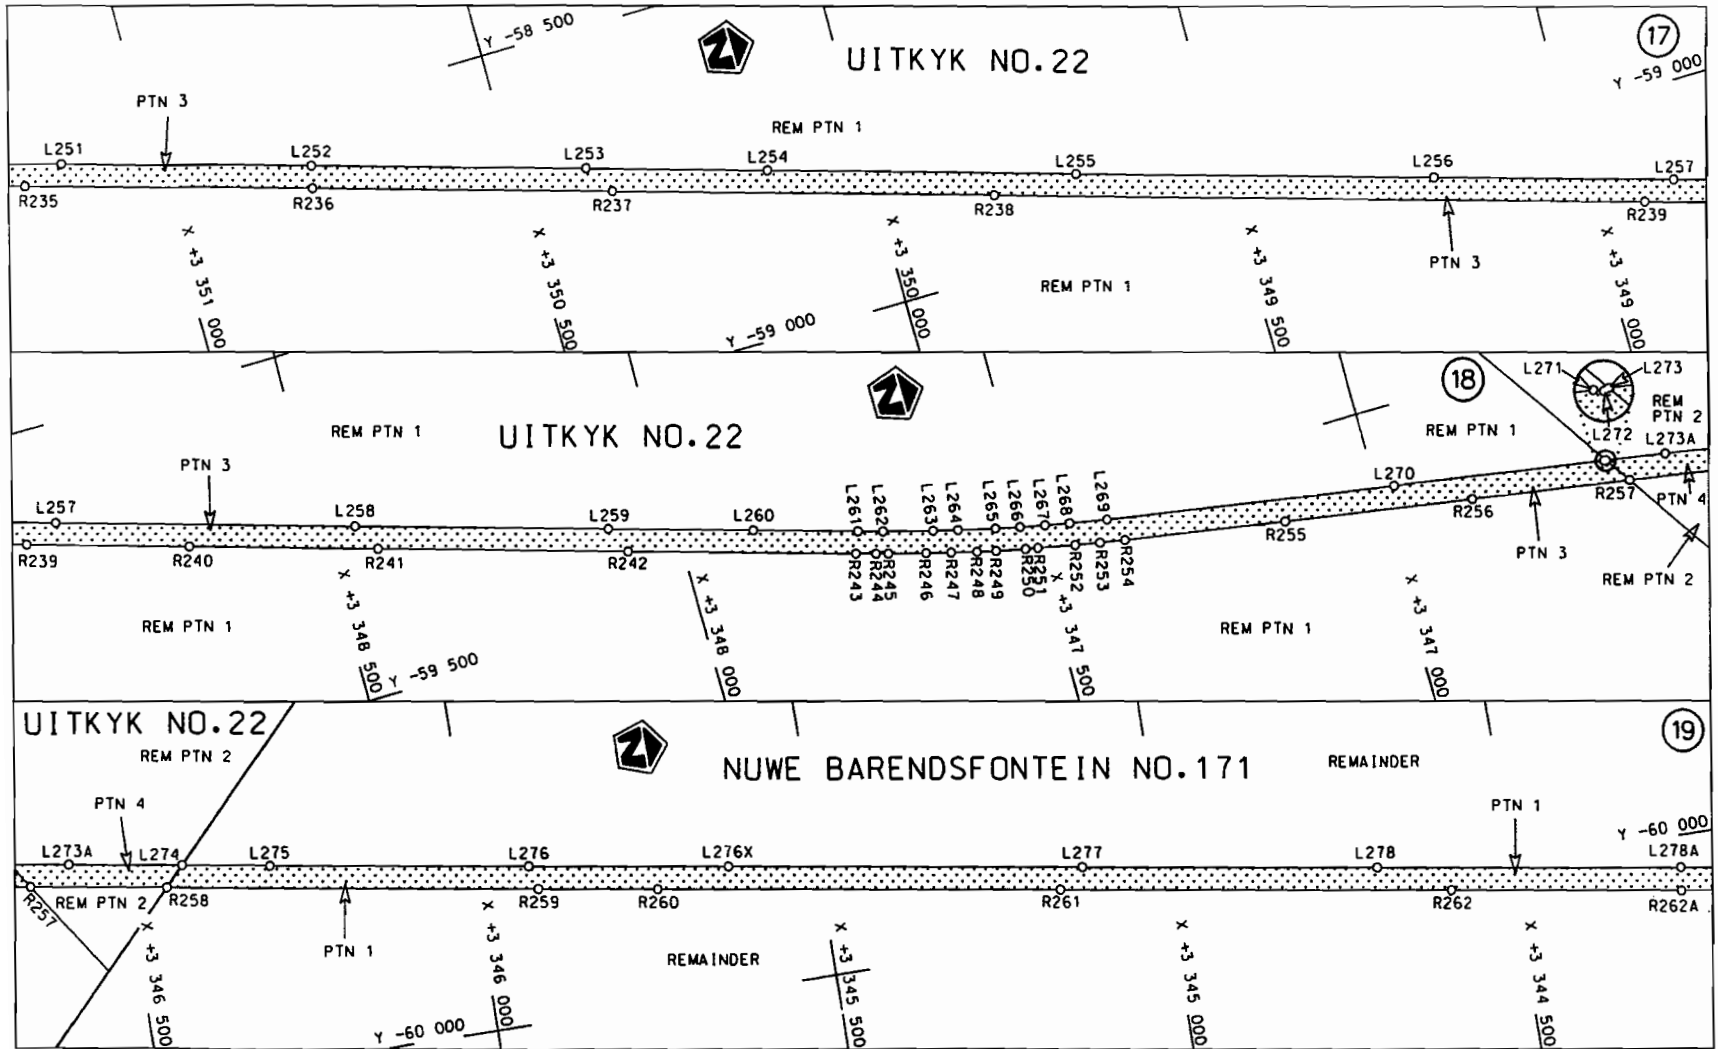 Y -58 500
UITKYK NO.22
17
Y -59 000
PTN 3
REM PTN 1
L251
L252
L253
L254
L255
L256
L257
R235
R236
R237
R238
R239
X +3 351 000
X +3 350 500
X +3 350 000
X +3 349 500
X +3 349 000
PTN 3
REM PTN 1
Y -59 000
18
L271
L273
REM PTN 2
L272
L273A
REM PTN 1
UITKYK NO.22
REM PTN 1
PTN 3
L257
L258
L259
L260
L261
L262
L263
L264
L265
L266
L267
L268
L269
L270
R257
PTN 4
R239
R240
R241
R242
R243
R244
R245
R246
R247
R248
R249
R250
R251
R252
R253
R254
R255
R256
PTN 3
REM PTN 2
X +3 348 500
X +3 348 000
X +3 347 500
X +3 347 000
REM PTN 1
REM PTN 1
Y -59 500
UITKYK NO.22
19
REM PTN 2
NUWE BARENDSFONTEIN NO.171
REMAINDER
PTN 4
PTN 1
Y -60 000
L273A
L274
L275
L276
L276X
L277
L278
L278A
R257
REM PTN 2
R258
R259
R260
R261
R262
R262A
X +3 346 500
X +3 346 000
X +3 345 500
X +3 345 000
X +3 344 500
PTN 1
REMAINDER
Y -60 000